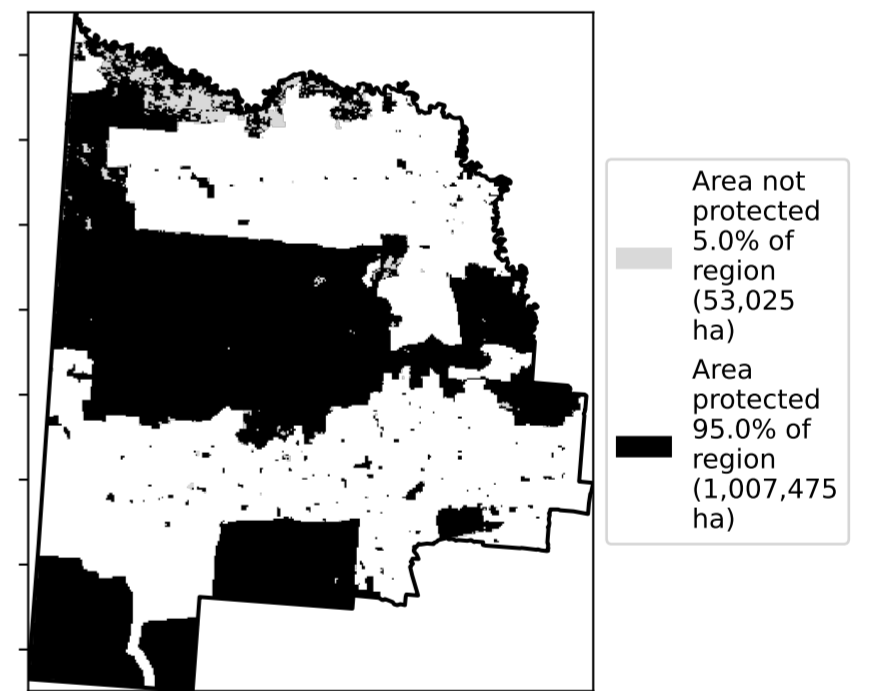 Area not
protected
5.0% of
region
(53,025
ha)
Area
protected
95.0% of
region
(1,007,475
ha)